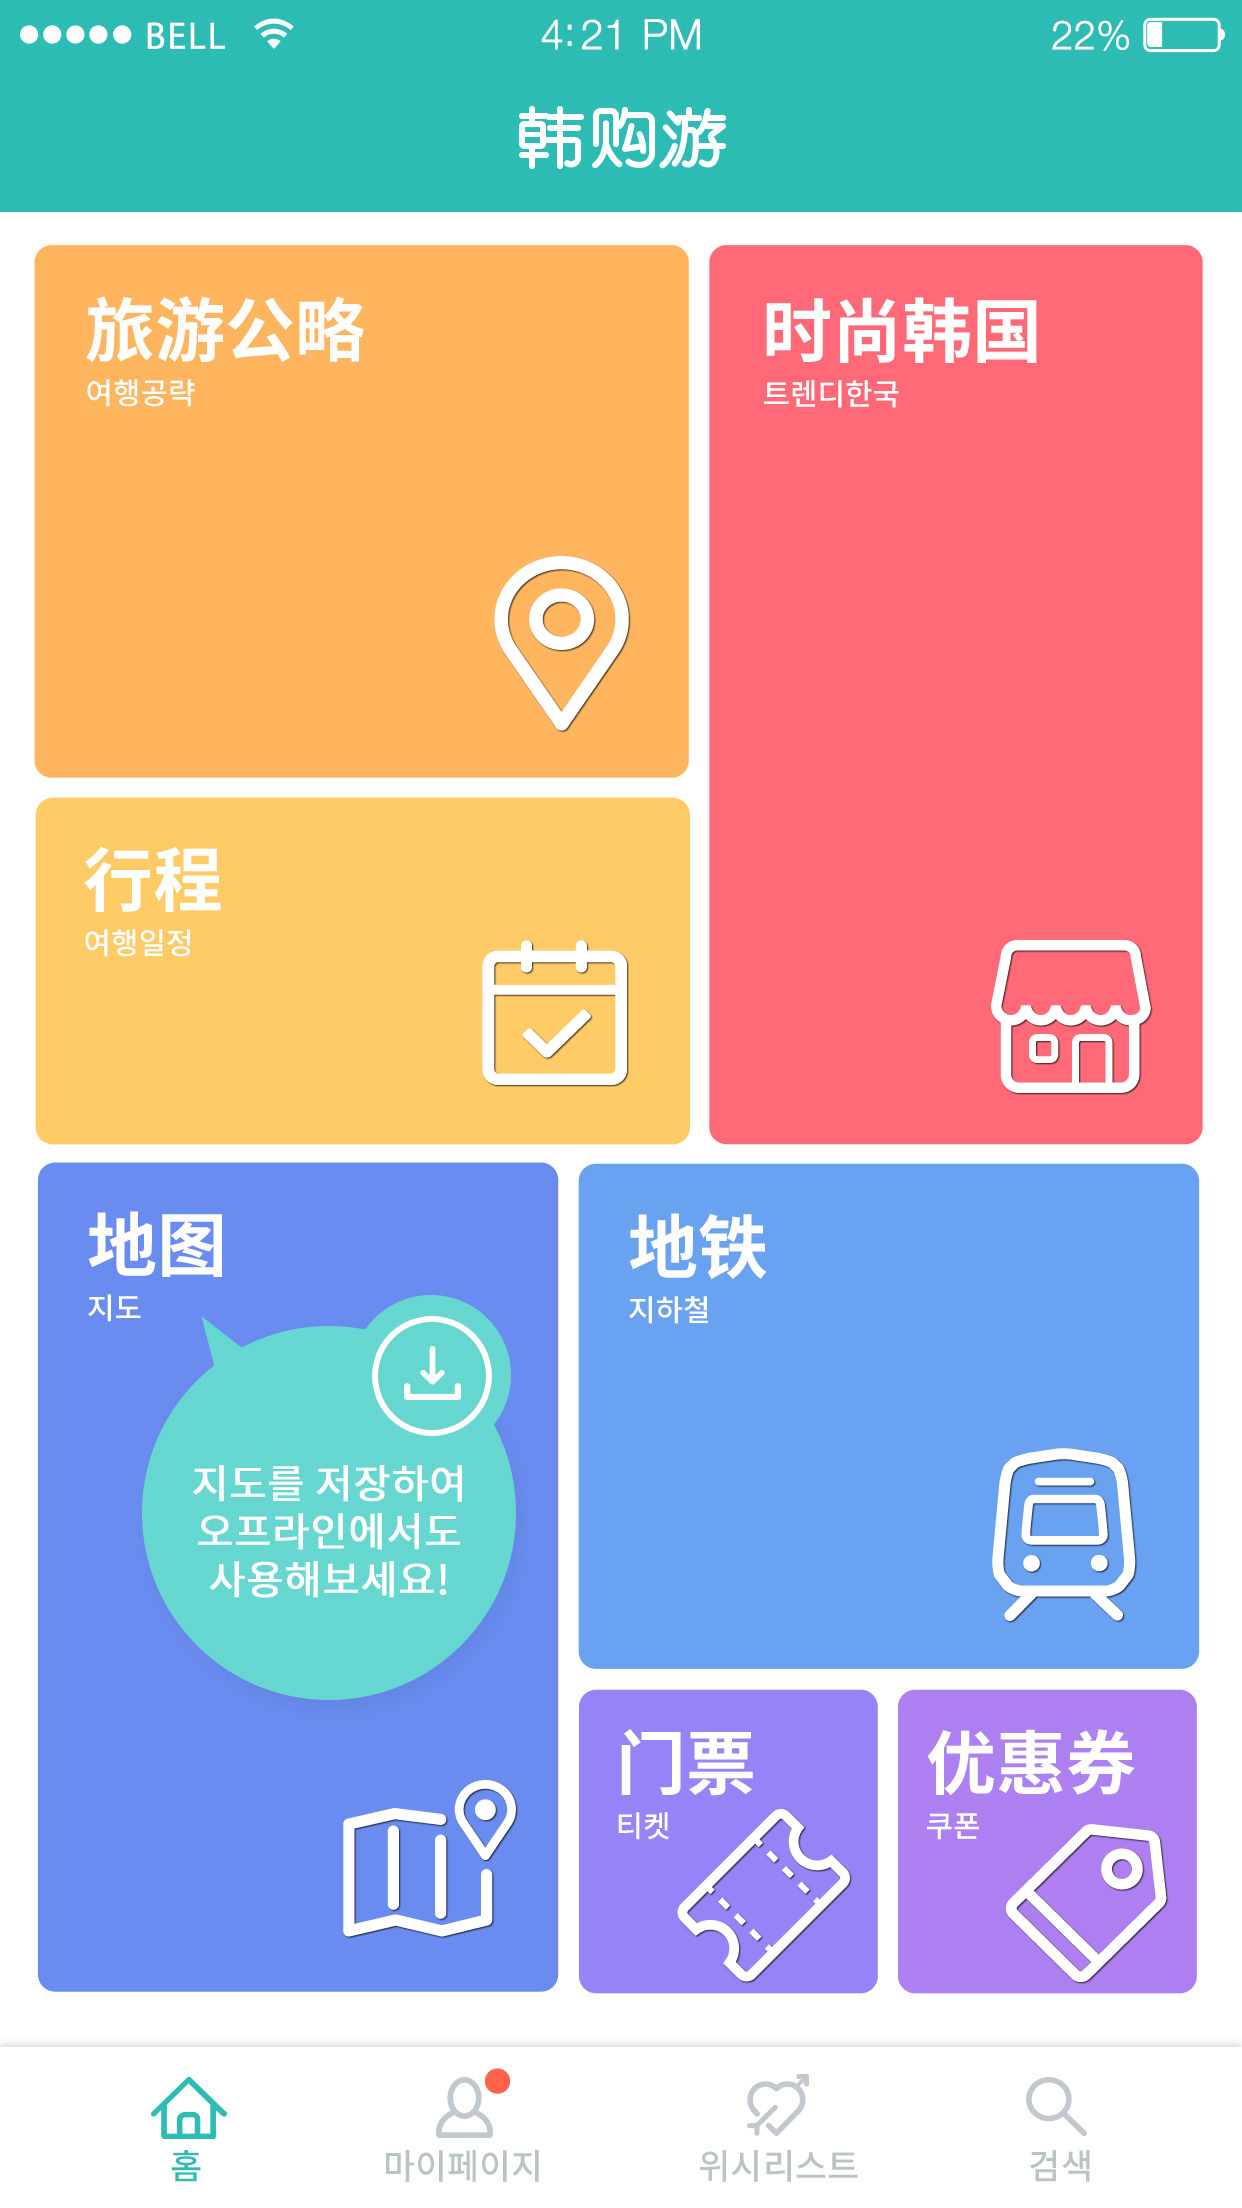 BELL 4:21 PM 22%
韩购游
旅游公略
여행공략
时尚韩国
트렌디한국
行程
여행일정
地图
지도
지도를 저장하여
오프라인에서도
사용해보세요!
地铁
지하철
门票
티켓
优惠券
쿠폰
홈 마이페이지 위시리스트 검색